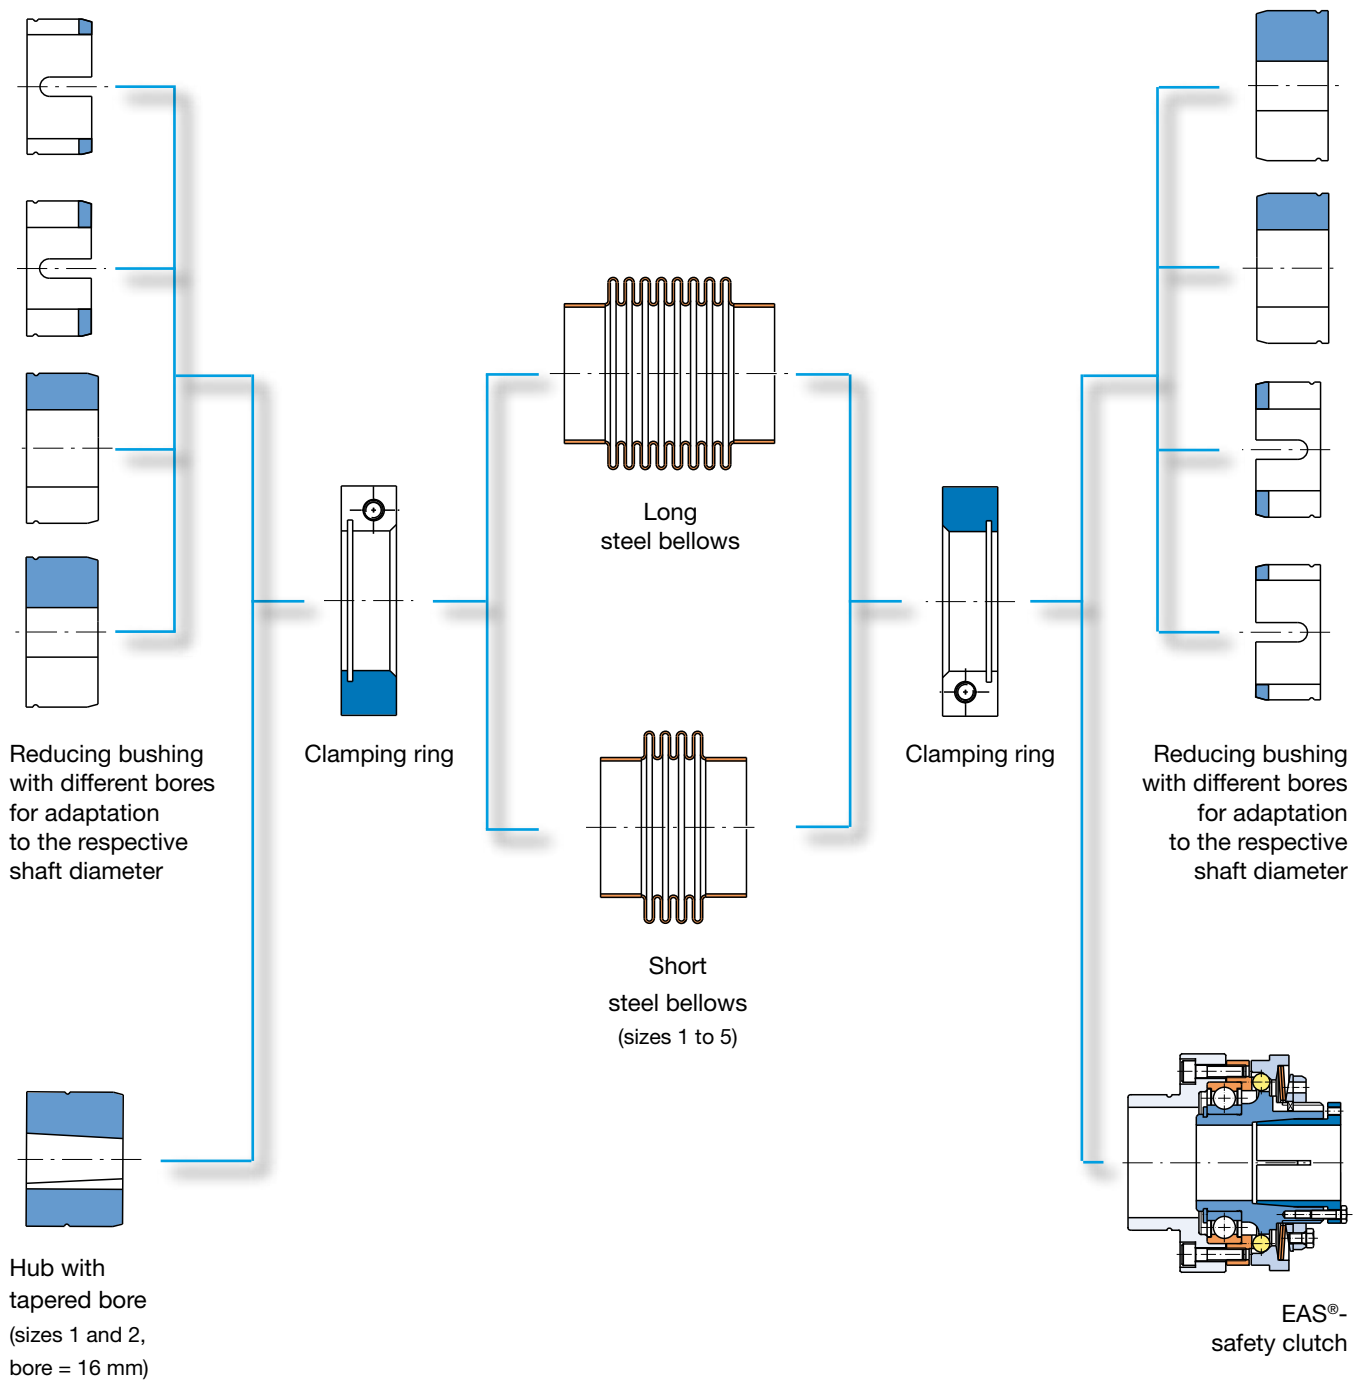 Long
steel bellows
Reducing bushing
with different bores
for adaptation
to the respective
shaft diameter
Clamping ring
Clamping ring
Reducing bushing
with different bores
for adaptation
to the respective
shaft diameter
Short
steel bellows
(sizes 1 to 5)
Hub with
tapered bore
(sizes 1 and 2,
bore = 16 mm)
EAS®-
safety clutch